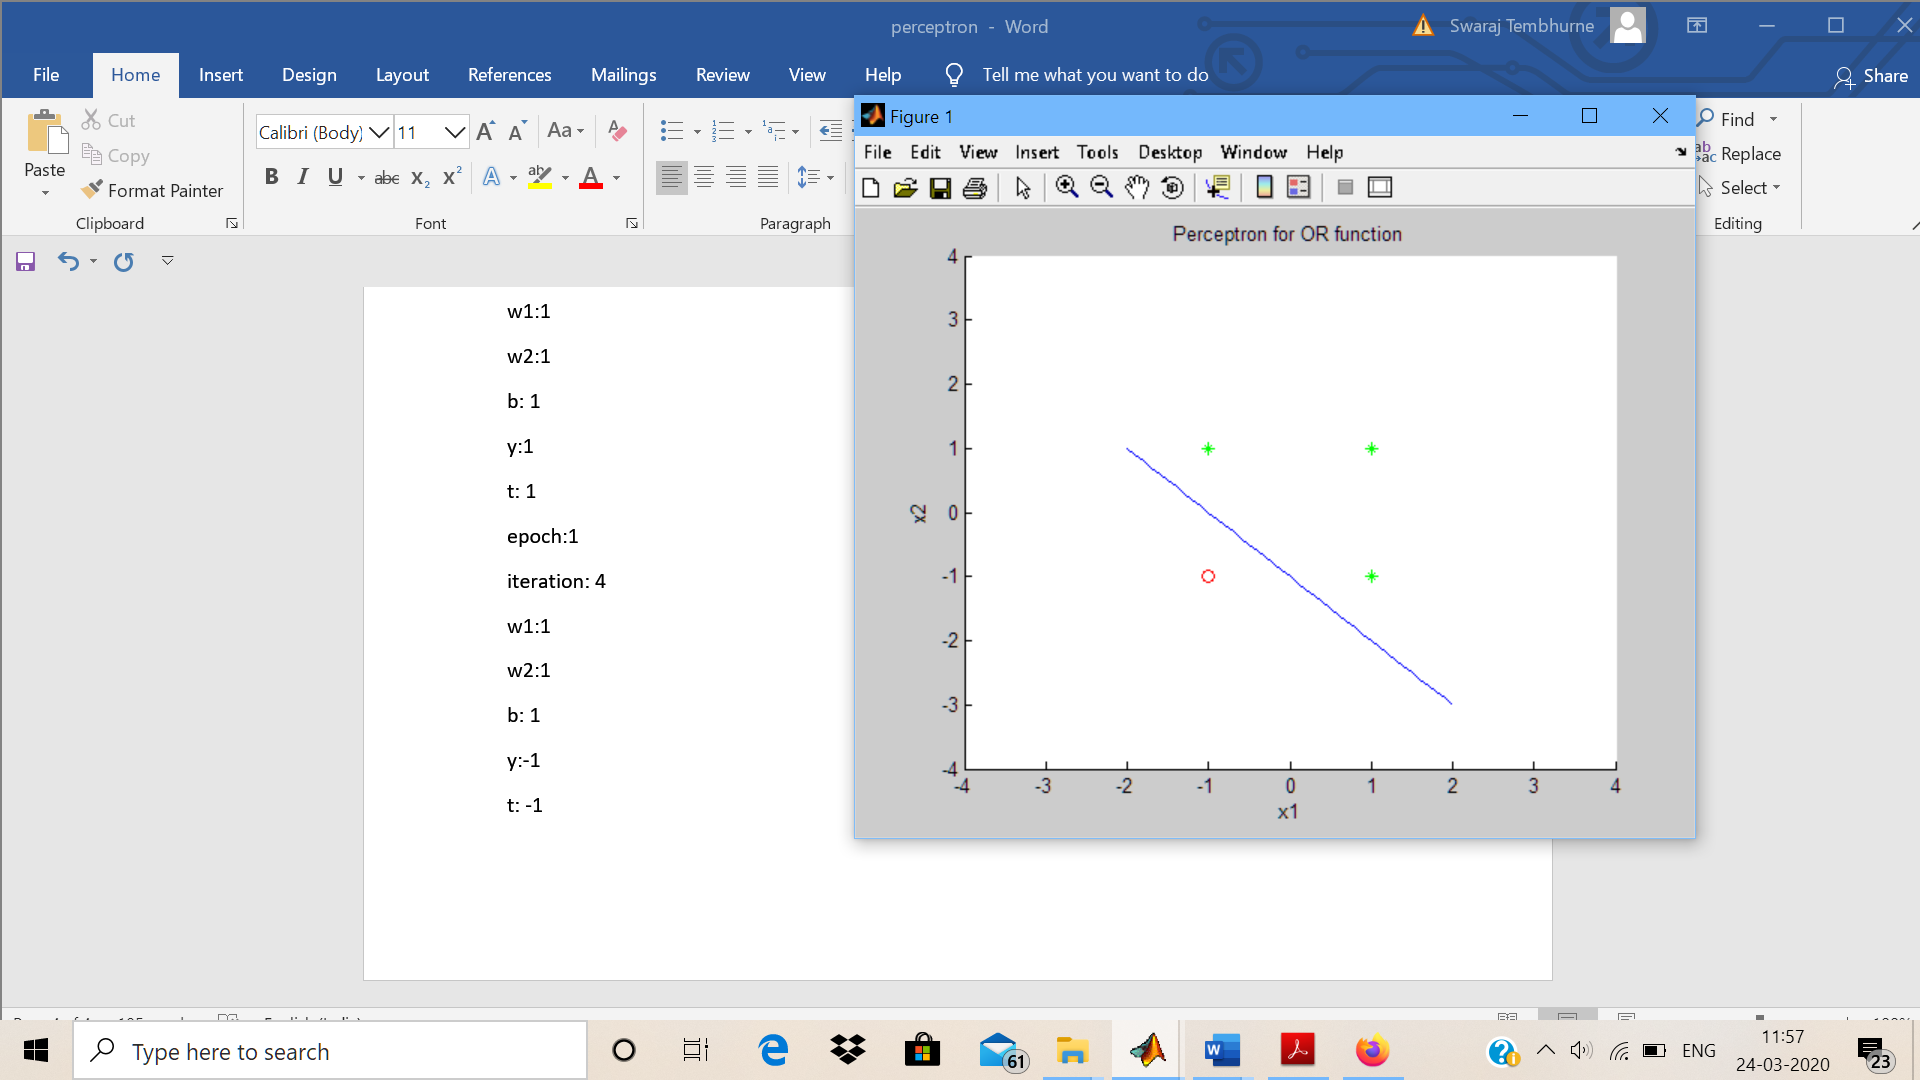 perceptron - Word
Swaraj Tembhurne
File Home Insert Design Layout References Mailings Review View Help Tell me what you want to do
Share
Paste
Cut
Copy
Format Painter
Clipboard
Calibri (Body) 11
Aa
B I U abc x2 x2 A ab A
Font
Paragraph
Find
Replace
Select
Editing
w1:1
w2:1
b: 1
y:1
t: 1
epoch:1
iteration: 4
w1:1
w2:1
b: 1
y:-1
t: -1
Figure 1
File Edit View Insert Tools Desktop Window Help
Perceptron for OR function
4
3
2
1
0
-1
-2
-3
-4
x2
-4 -3 -2 -1 0 1 2 3 4
x1
Type here to search
61
ENG
11:57
24-03-2020
23